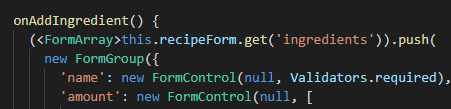 onAddIngredient() {
(<FormArray>this.recipeForm.get('ingredients')).push(
new FormGroup({
'name': new FormControl(null, Validators.required),
'amount': new FormControl(null, [